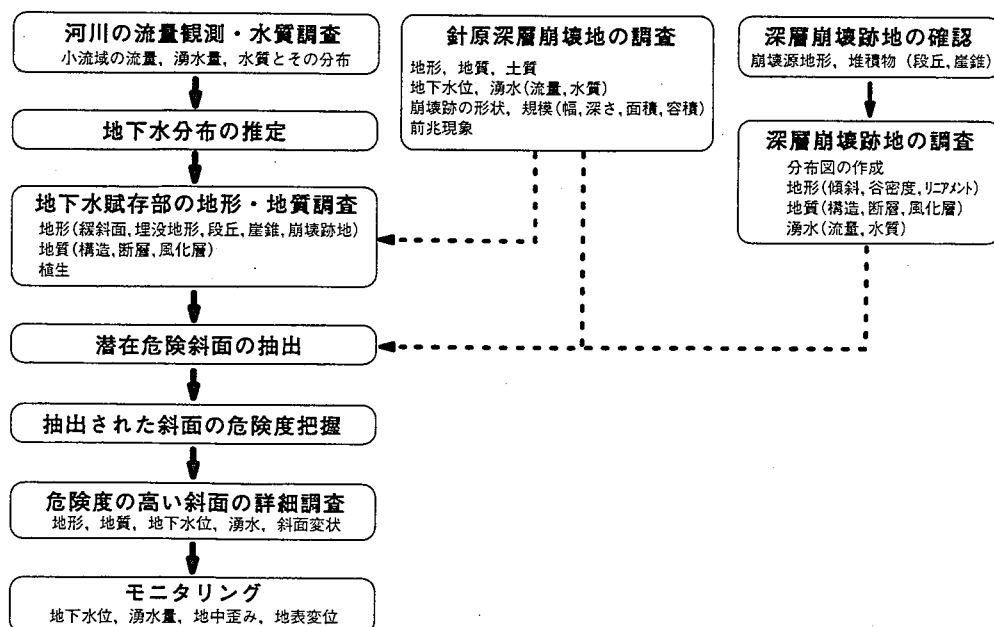 河川の流量観測・水質調査
小流域の流量, 湧水量, 水質とその分布
地下水分布の推定
地下水賦存部の地形・地質調査
地形(緩斜面, 埋没地形, 段丘, 崖錐, 崩壊跡地)
地質(構造, 断層, 風化層)
植生
潜在危険斜面の抽出
抽出された斜面の危険度把握
危険度の高い斜面の詳細調査
地形, 地質, 地下水位, 湧水, 斜面変状
モニタリング
地下水位, 湧水量, 地中歪み, 地表変位
針原深層崩壊地の調査
地形, 地質, 土質
地下水位, 湧水(流量, 水質)
崩壊跡の形状, 規模(幅, 深さ, 面積, 容積)
前兆現象
深層崩壊跡地の確認
崩壊源地形, 堆積物 (段丘, 崖錐)
深層崩壊跡地の調査
分布図の作成
地形(傾斜, 谷密度, リニアメント)
地質(構造, 断層, 風化層)
湧水(流量, 水質)